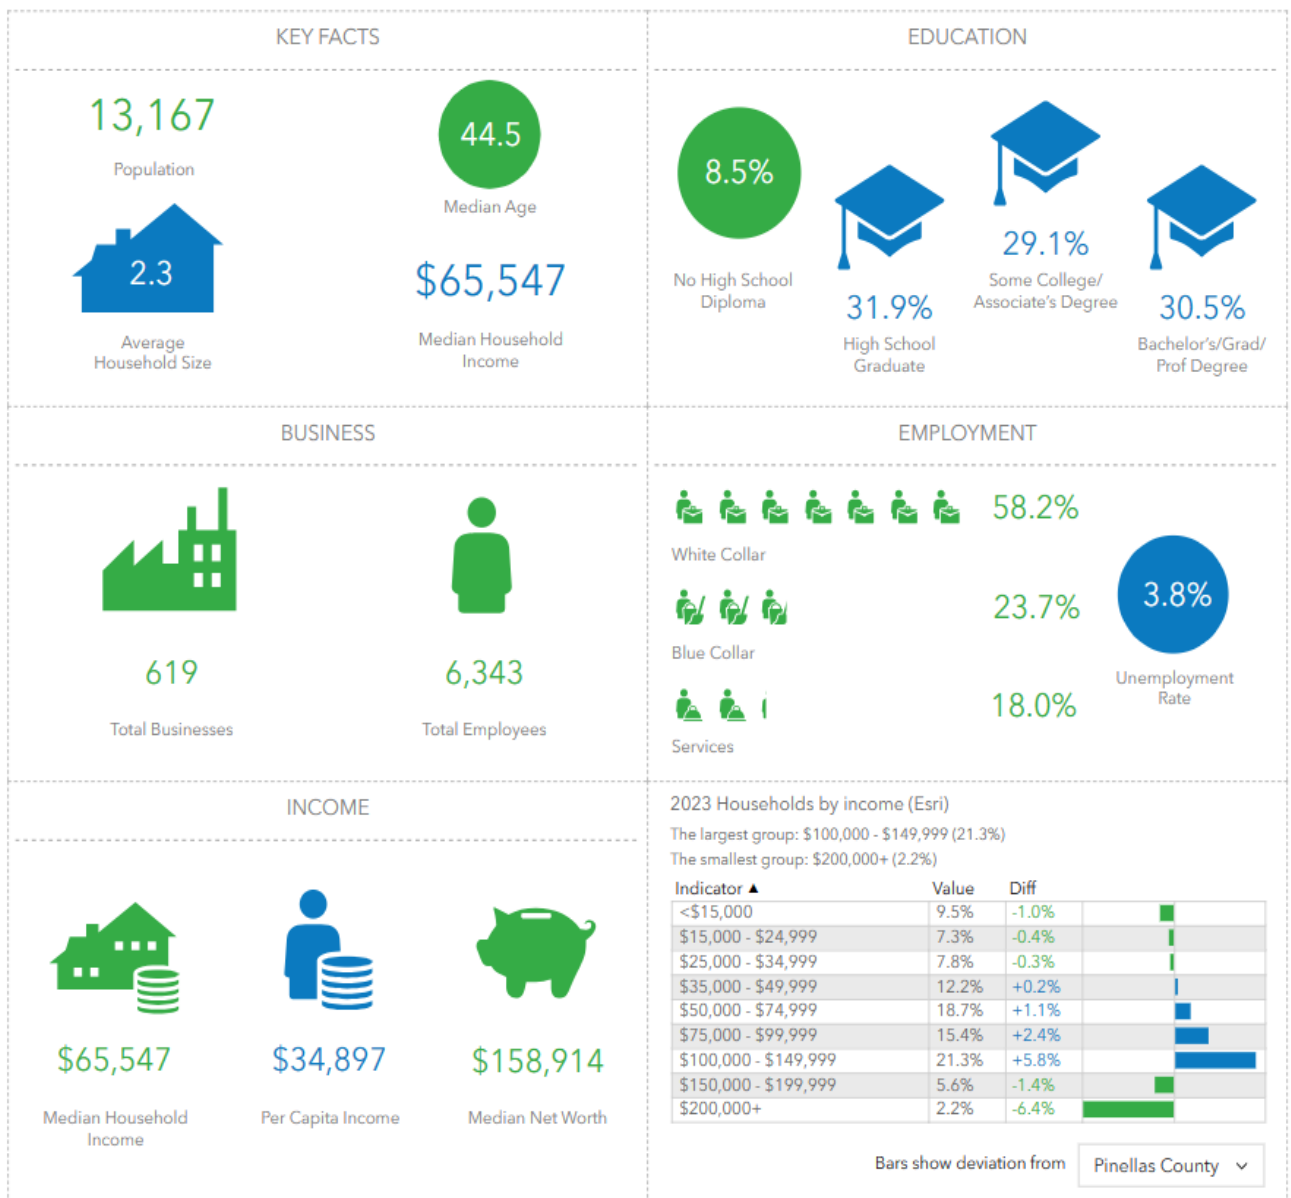 KEY FACTS
13,167
Population
44.5
Median Age
2.3
Average
Household Size
$65,547
Median Household
Income
EDUCATION
8.5%
No High School
Diploma
31.9%
High School
Graduate
29.1%
Some College/
Associate's Degree
30.5%
Bachelor's/Grad/
Prof Degree
BUSINESS
619
Total Businesses
6,343
Total Employees
EMPLOYMENT
58.2%
White Collar
23.7%
Blue Collar
18.0%
Services
3.8%
Unemployment
Rate
INCOME
$65,547
Median Household
Income
$34,897
Per Capita Income
$158,914
Median Net Worth
2023 Households by income (Esri)
The largest group: $100,000 - $149,999 (21.3%)
The smallest group: $200,000+ (2.2%)
Indicator ▲ Value Diff
<$15,000 9.5% -1.0%
$15,000 - $24,999 7.3% -0.4%
$25,000 - $34,999 7.8% -0.3%
$35,000 - $49,999 12.2% +0.2%
$50,000 - $74,999 18.7% +1.1%
$75,000 - $99,999 15.4% +2.4%
$100,000 - $149,999 21.3% +5.8%
$150,000 - $199,999 5.6% -1.4%
$200,000+ 2.2% -6.4%
Bars show deviation from Pinellas County